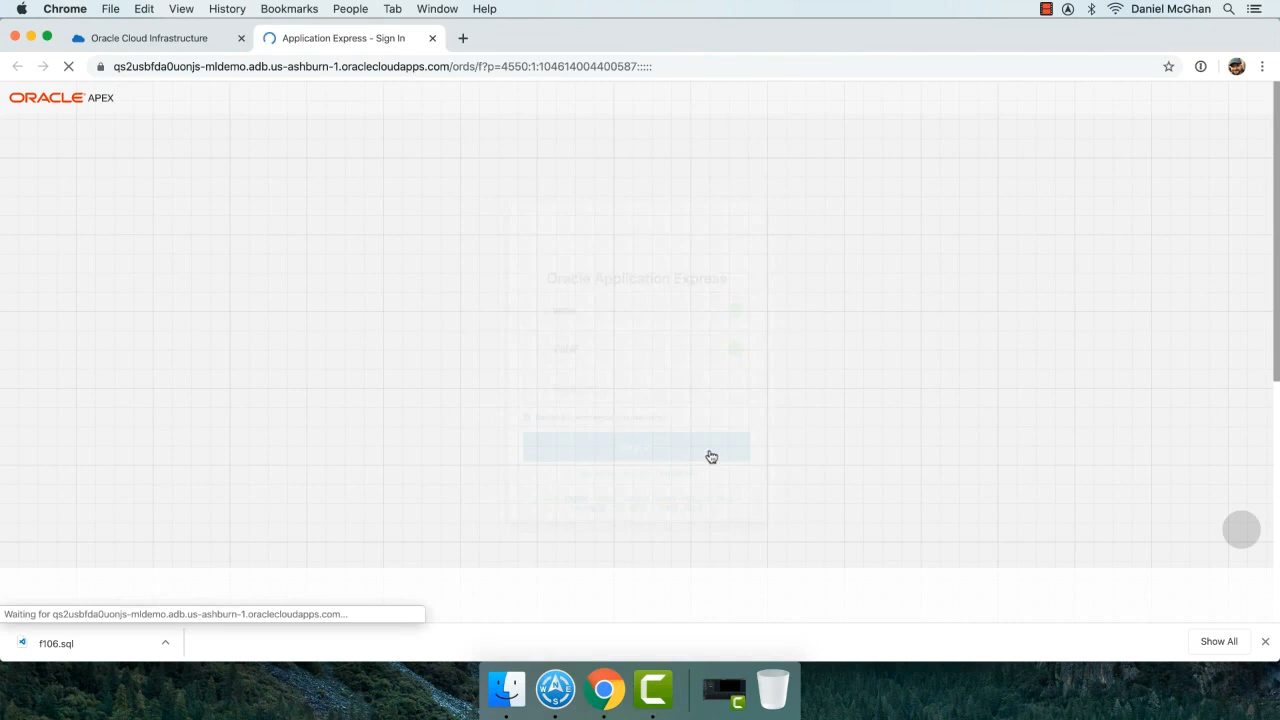 Chrome File Edit View History Bookmarks People Tab Window Help Daniel McGhan
Oracle Cloud Infrastructure
Application Express - Sign In
qs2usbfda0uonjs-mldemo.adb.us-ashburn-1.oraclecloudapps.com/ords/f?p=4550:1:104614004400587:::::
ORACLE APEX
Oracle Application Express
Waiting for qs2usbfda0uonjs-mldemo.adb.us-ashburn-1.oraclecloudapps.com...
f106.sql
Show All